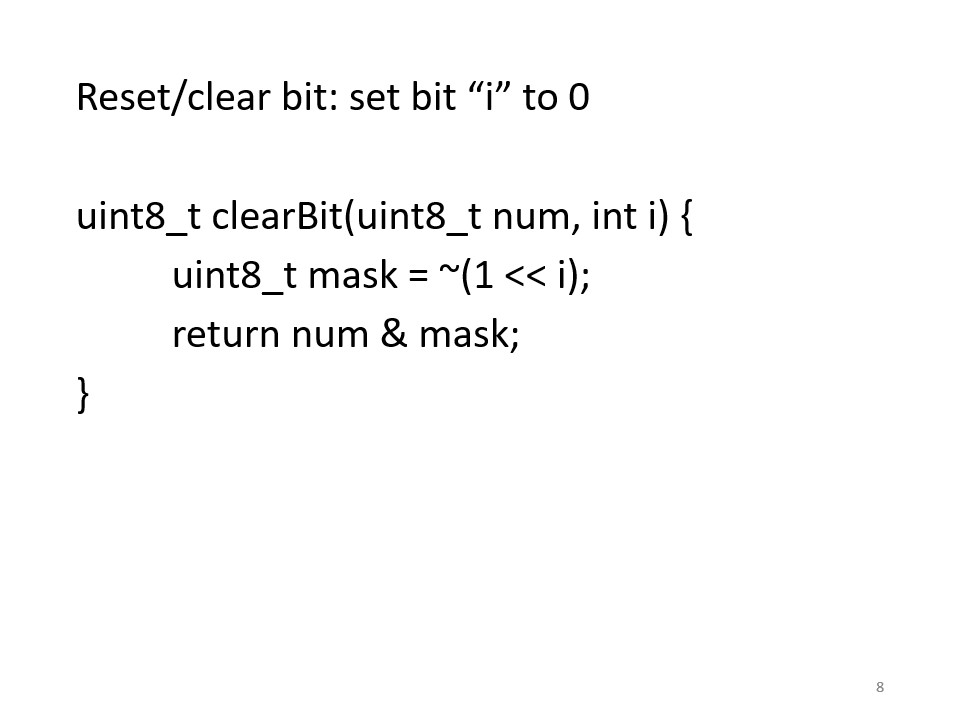 Reset/clear bit: set bit “i” to 0
uint8_t clearBit(uint8_t num, int i) {
uint8_t mask = ~(1 << i);
return num & mask;
}
8